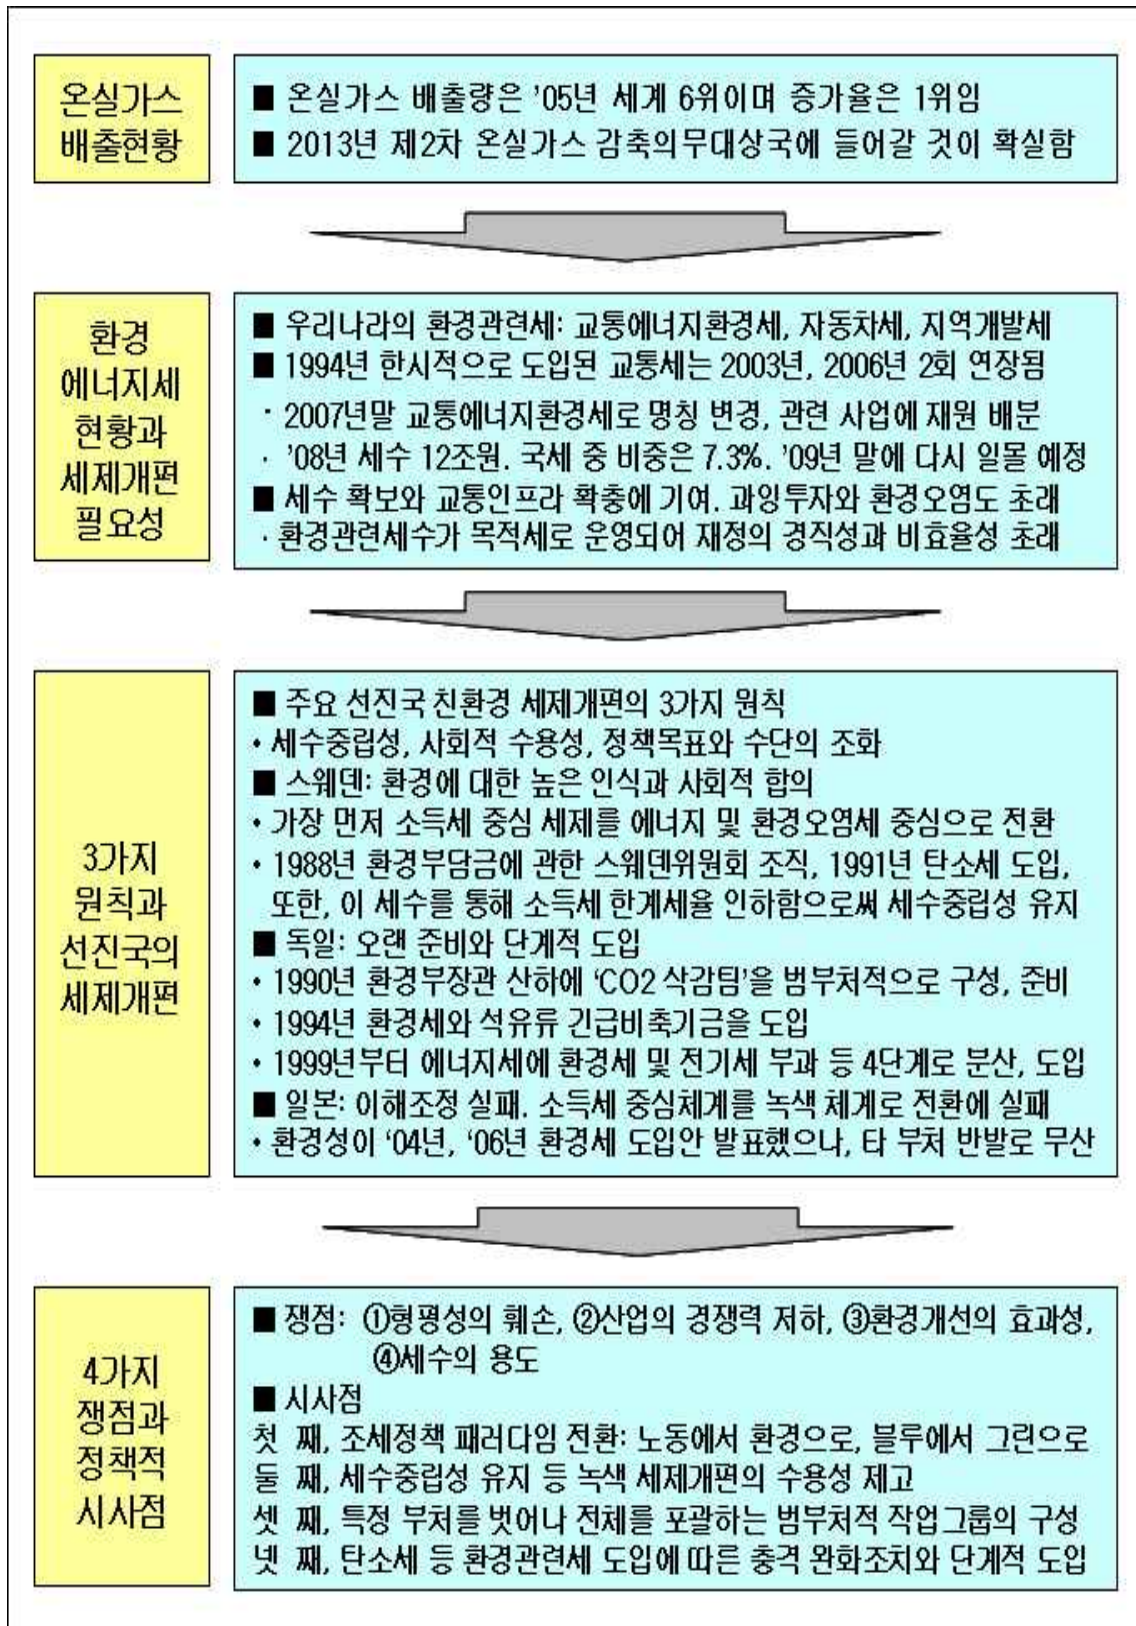 온실가스
배출현황
■ 온실가스 배출량은 '05년 세계 6위이며 증가율은 1위임
■ 2013년 제2차 온실가스 감축의무대상국에 들어갈 것이 확실함
환경
에너지세
현황과
세제개편
필요성
■ 우리나라의 환경관련세: 교통에너지환경세, 자동차세, 지역개발세
■ 1994년 한시적으로 도입된 교통세는 2003년, 2006년 2회 연장됨
· 2007년말 교통에너지환경세로 명칭 변경, 관련 사업에 재원 배분
· '08년 세수 12조원. 국세 중 비중은 7.3%. '09년 말에 다시 일몰 예정
■ 세수 확보와 교통인프라 확충에 기여. 과잉투자와 환경오염도 초래
· 환경관련세수가 목적세로 운영되어 재정의 경직성과 비효율성 초래
3가지
원칙과
선진국의
세제개편
■ 주요 선진국 친환경 세제개편의 3가지 원칙
• 세수중립성, 사회적 수용성, 정책목표와 수단의 조화
■ 스웨덴: 환경에 대한 높은 인식과 사회적 합의
• 가장 먼저 소득세 중심 세제를 에너지 및 환경오염세 중심으로 전환
• 1988년 환경부담금에 관한 스웨덴위원회 조직, 1991년 탄소세 도입,
또한, 이 세수를 통해 소득세 한계세율 인하함으로써 세수중립성 유지
■ 독일: 오랜 준비와 단계적 도입
• 1990년 환경부장관 산하에 ‘CO2 삭감팀’을 범부처적으로 구성, 준비
• 1994년 환경세와 석유류 긴급비축기금을 도입
• 1999년부터 에너지세에 환경세 및 전기세 부과 등 4단계로 분산, 도입
■ 일본: 이해조정 실패. 소득세 중심체계를 녹색 체계로 전환에 실패
• 환경성이 ‘04년, ‘06년 환경세 도입안 발표했으나, 타 부처 반발로 무산
4가지
쟁점과
정책적
시사점
■ 쟁점: ①형평성의 훼손, ②산업의 경쟁력 저하, ③환경개선의 효과성,
④세수의 용도
■ 시사점
첫 째, 조세정책 패러다임 전환: 노동에서 환경으로, 블루에서 그린으로
둘 째, 세수중립성 유지 등 녹색 세제개편의 수용성 제고
셋 째, 특정 부처를 벗어나 전체를 포괄하는 범부처적 작업그룹의 구성
넷 째, 탄소세 등 환경관련세 도입에 따른 충격 완화조치와 단계적 도입